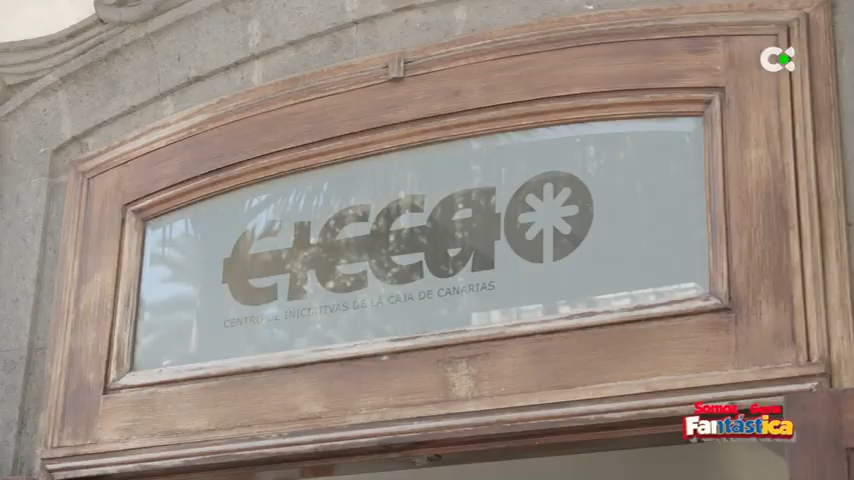 cicca
CENTRO DE INICIATIVAS DE LA CAJA DE CANARIAS
Somos Gente
Fantástica